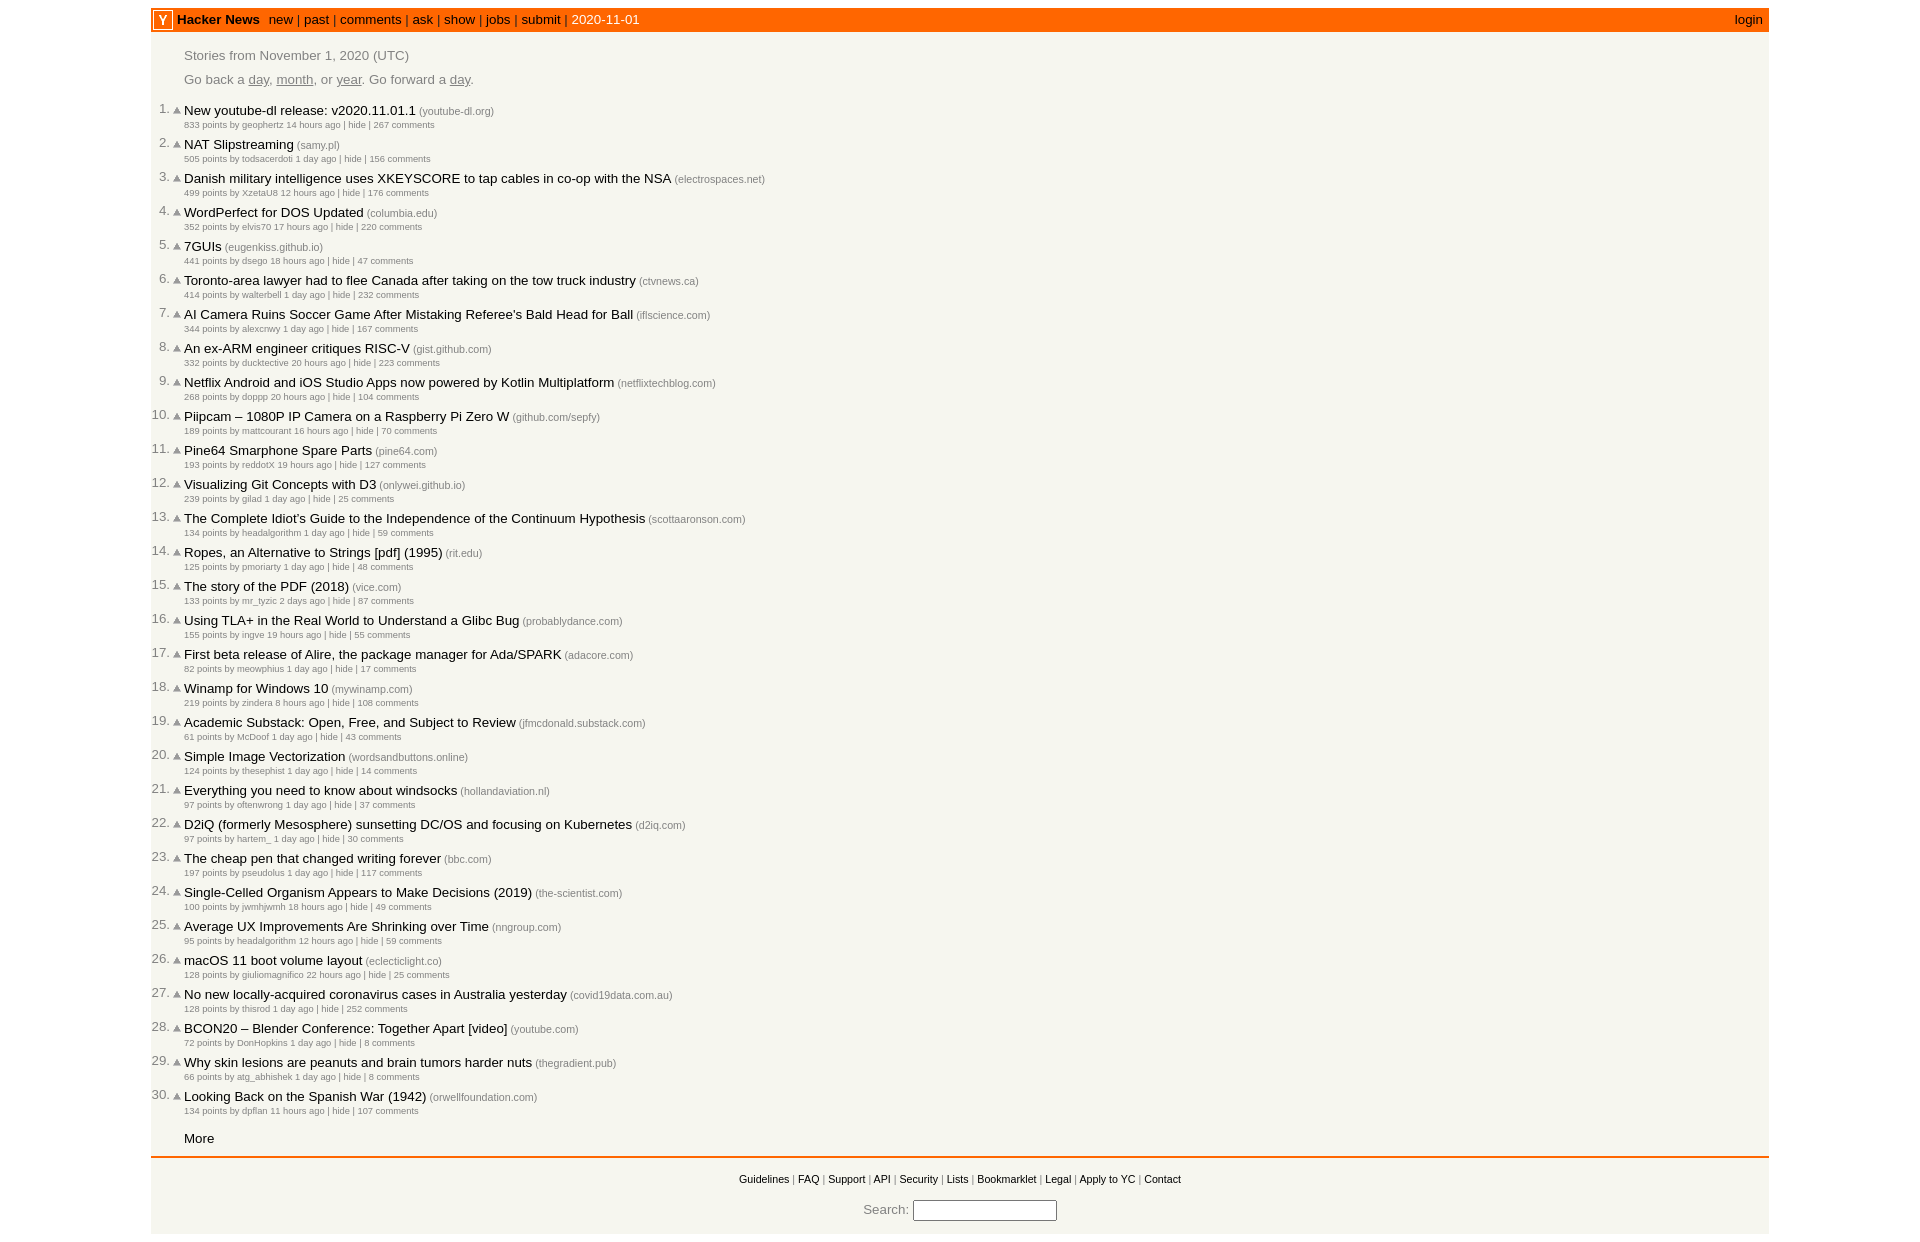 Y Hacker News new | past | comments | ask | show | jobs | submit | 2020-11-01 login
Stories from November 1, 2020 (UTC)
Go back a day, month, or year. Go forward a day.
1. New youtube-dl release: v2020.11.01.1 (youtube-dl.org)
833 points by geophertz 14 hours ago | hide | 267 comments
2. NAT Slipstreaming (samy.pl)
505 points by todsacerdoti 1 day ago | hide | 156 comments
3. Danish military intelligence uses XKEYSCORE to tap cables in co-op with the NSA (electrospaces.net)
499 points by XzetaU8 12 hours ago | hide | 176 comments
4. WordPerfect for DOS Updated (columbia.edu)
352 points by elvis70 17 hours ago | hide | 220 comments
5. 7GUIs (eugenkiss.github.io)
441 points by dsego 18 hours ago | hide | 47 comments
6. Toronto-area lawyer had to flee Canada after taking on the tow truck industry (ctvnews.ca)
414 points by walterbell 1 day ago | hide | 232 comments
7. AI Camera Ruins Soccer Game After Mistaking Referee's Bald Head for Ball (iflscience.com)
344 points by alexcnwy 1 day ago | hide | 167 comments
8. An ex-ARM engineer critiques RISC-V (gist.github.com)
332 points by ducktective 20 hours ago | hide | 223 comments
9. Netflix Android and iOS Studio Apps now powered by Kotlin Multiplatform (netflixtechblog.com)
268 points by doppp 20 hours ago | hide | 104 comments
10. Piipcam – 1080P IP Camera on a Raspberry Pi Zero W (github.com/sepfy)
189 points by mattcourant 16 hours ago | hide | 70 comments
11. Pine64 Smarphone Spare Parts (pine64.com)
193 points by reddotX 19 hours ago | hide | 127 comments
12. Visualizing Git Concepts with D3 (onlywei.github.io)
239 points by gilad 1 day ago | hide | 25 comments
13. The Complete Idiot's Guide to the Independence of the Continuum Hypothesis (scottaaronson.com)
134 points by headalgorithm 1 day ago | hide | 59 comments
14. Ropes, an Alternative to Strings [pdf] (1995) (rit.edu)
125 points by pmoriarty 1 day ago | hide | 48 comments
15. The story of the PDF (2018) (vice.com)
133 points by mr_tyzic 2 days ago | hide | 87 comments
16. Using TLA+ in the Real World to Understand a Glibc Bug (probablydance.com)
155 points by ingve 19 hours ago | hide | 55 comments
17. First beta release of Alire, the package manager for Ada/SPARK (adacore.com)
82 points by meowphius 1 day ago | hide | 17 comments
18. Winamp for Windows 10 (mywinamp.com)
219 points by zindera 8 hours ago | hide | 108 comments
19. Academic Substack: Open, Free, and Subject to Review (jfmcdonald.substack.com)
61 points by McDoof 1 day ago | hide | 43 comments
20. Simple Image Vectorization (wordsandbuttons.online)
124 points by thesephist 1 day ago | hide | 14 comments
21. Everything you need to know about windsocks (hollandaviation.nl)
97 points by oftenwrong 1 day ago | hide | 37 comments
22. D2iQ (formerly Mesosphere) sunsetting DC/OS and focusing on Kubernetes (d2iq.com)
97 points by hartem_ 1 day ago | hide | 30 comments
23. The cheap pen that changed writing forever (bbc.com)
197 points by pseudolus 1 day ago | hide | 117 comments
24. Single-Celled Organism Appears to Make Decisions (2019) (the-scientist.com)
100 points by jwmhjwmh 18 hours ago | hide | 49 comments
25. Average UX Improvements Are Shrinking over Time (nngroup.com)
95 points by headalgorithm 12 hours ago | hide | 59 comments
26. macOS 11 boot volume layout (eclecticlight.co)
128 points by giuliomagnifico 22 hours ago | hide | 25 comments
27. No new locally-acquired coronavirus cases in Australia yesterday (covid19data.com.au)
128 points by thisrod 1 day ago | hide | 252 comments
28. BCON20 – Blender Conference: Together Apart [video] (youtube.com)
72 points by DonHopkins 1 day ago | hide | 8 comments
29. Why skin lesions are peanuts and brain tumors harder nuts (thegradient.pub)
66 points by atg_abhishek 1 day ago | hide | 8 comments
30. Looking Back on the Spanish War (1942) (orwellfoundation.com)
134 points by dpflan 11 hours ago | hide | 107 comments
More
Guidelines | FAQ | Support | API | Security | Lists | Bookmarklet | Legal | Apply to YC | Contact
Search: